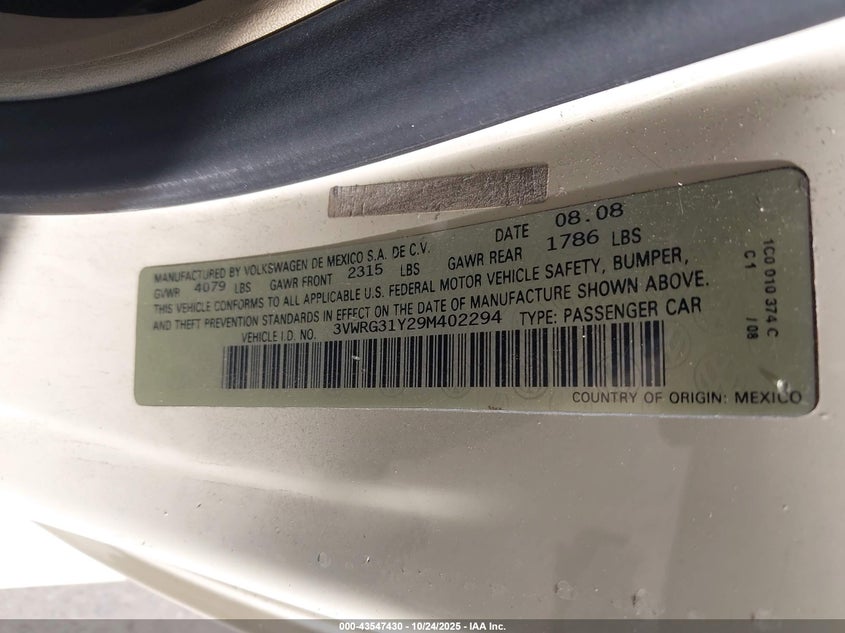 MANUFACTURED BY VOLKSWAGEN DE MEXICO S.A. DE C.V. DATE 08.08
GVWR 4079 LBS GAWR FRONT 2315 LBS GAWR REAR 1786 LBS
THIS VEHICLE CONFORMS TO ALL APPLICABLE U.S. FEDERAL MOTOR VEHICLE SAFETY, BUMPER,
AND THEFT PREVENTION STANDARDS IN EFFECT ON THE DATE OF MANUFACTURE SHOWN ABOVE.
VEHICLE I.D. NO. 3VWRG31Y29M402294 TYPE: PASSENGER CAR
COUNTRY OF ORIGIN: MEXICO
1C0 010 374 C
C1 / 08
000-43547430 - 10/24/2025 - IAA Inc.